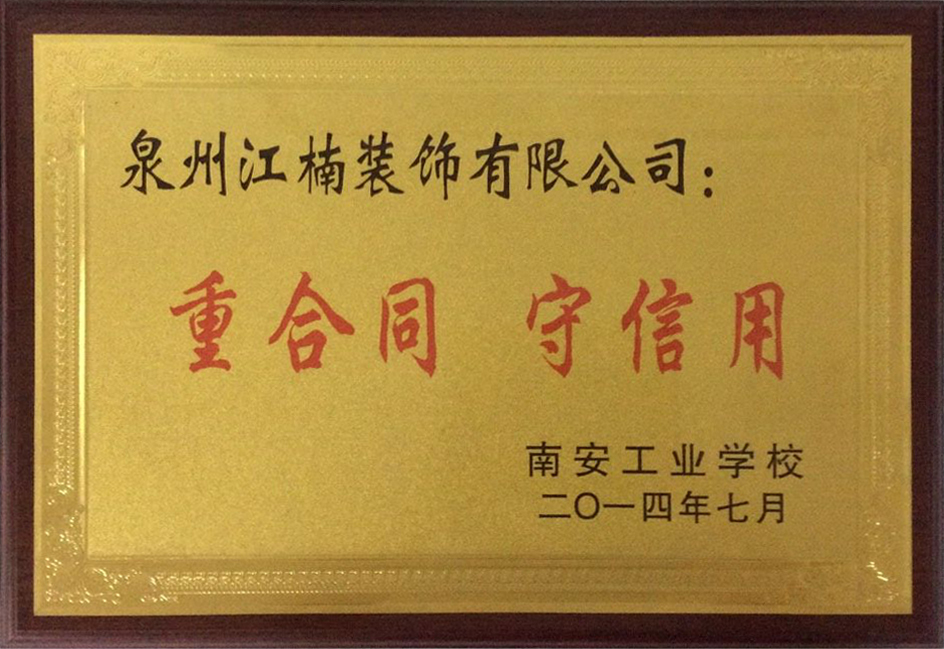 泉州江楠装饰有限公司：
重合同 守信用
南安工业学校
二〇一四年七月